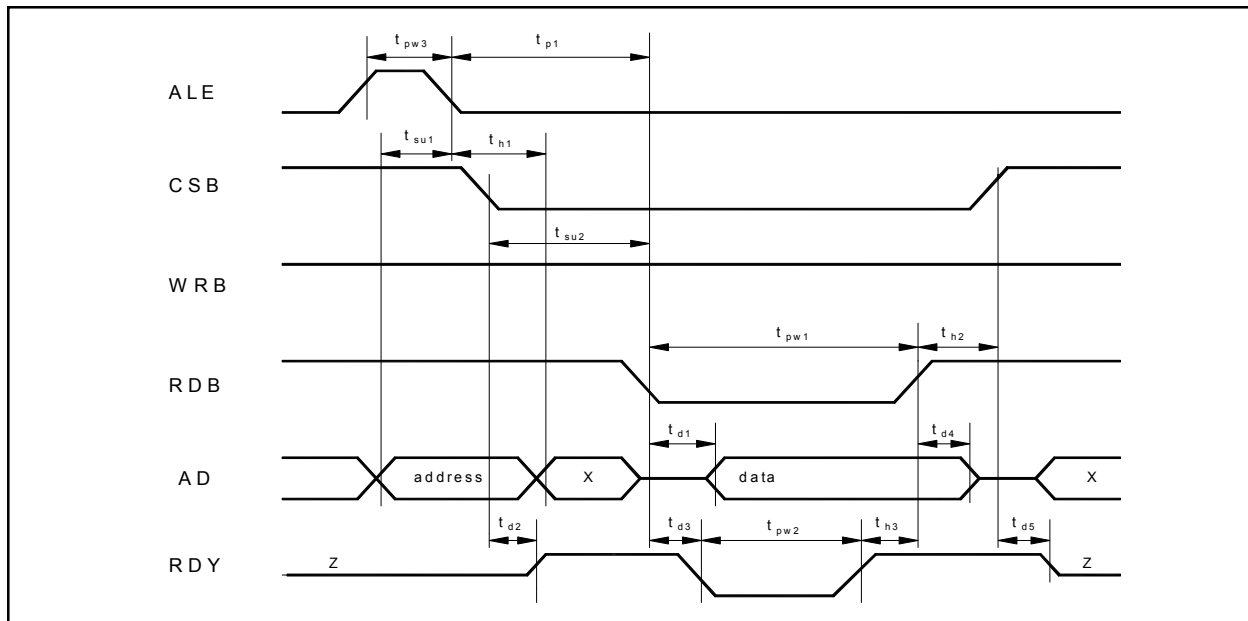 t pw3 t p1
ALE
t su1 t h1
CSB
t su2
WRB
t pw1 t h2
RDB
t d1 t d4
AD address X data X
t d2 t d3 t pw2 t h3 t d5
RDY Z Z